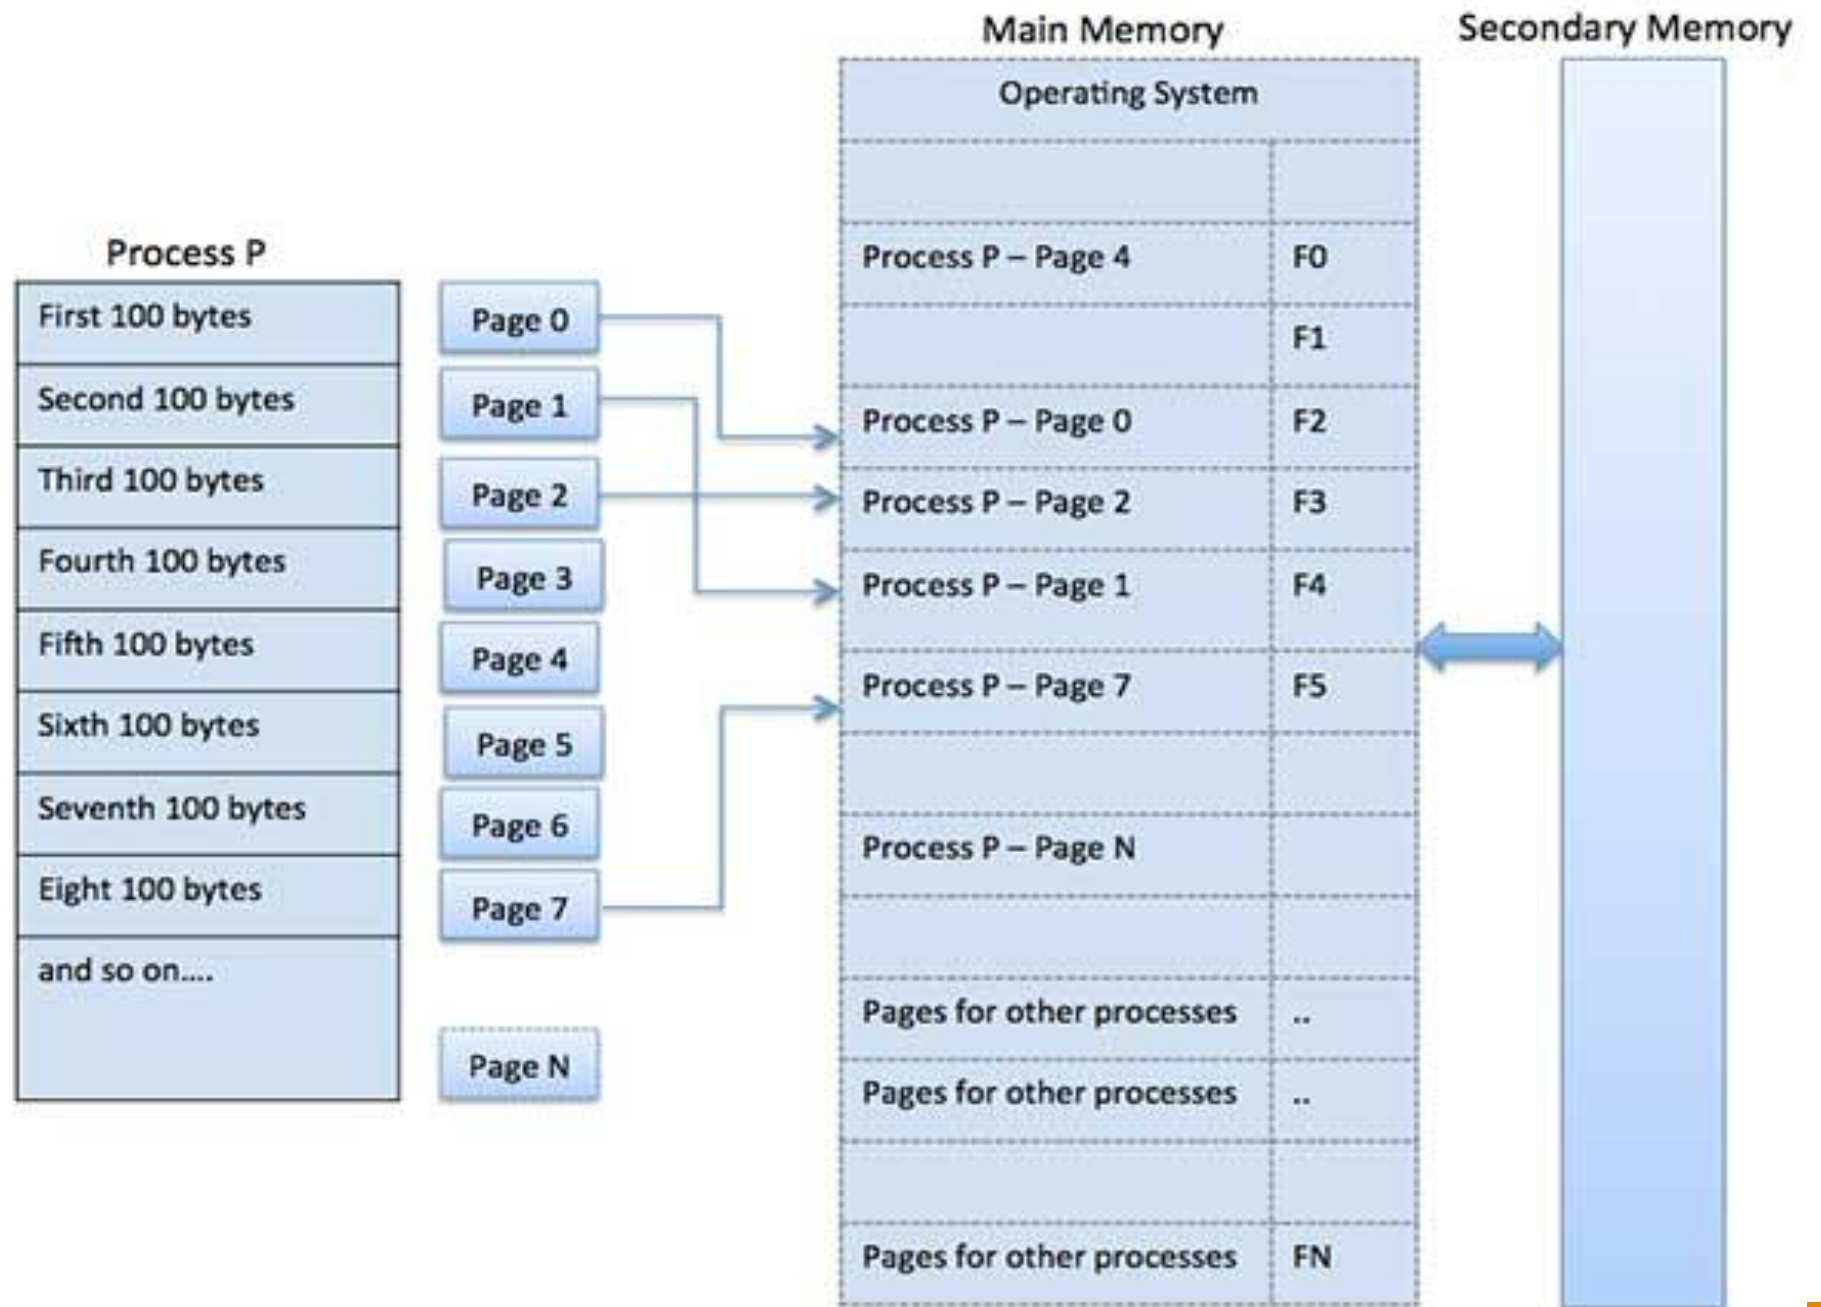 Main Memory
Secondary Memory
Operating System
Process P
First 100 bytes
Second 100 bytes
Third 100 bytes
Fourth 100 bytes
Fifth 100 bytes
Sixth 100 bytes
Seventh 100 bytes
Eight 100 bytes
and so on....
Page 0
Page 1
Page 2
Page 3
Page 4
Page 5
Page 6
Page 7
Page N
Process P – Page 4 F0
F1
Process P – Page 0 F2
Process P – Page 2 F3
Process P – Page 1 F4
Process P – Page 7 F5
Process P – Page N
Pages for other processes ..
Pages for other processes ..
Pages for other processes FN